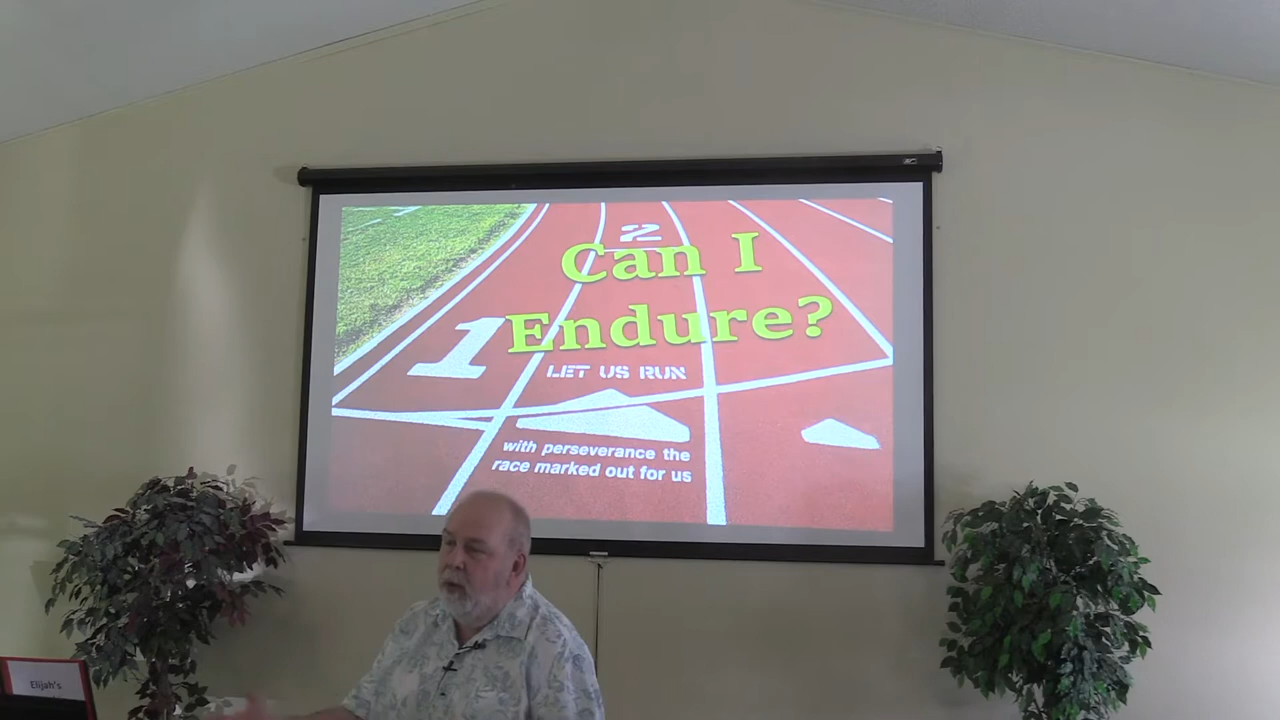 2
Can I
Endure?
1
LET US RUN
with perseverance the
race marked out for us
Elijah's